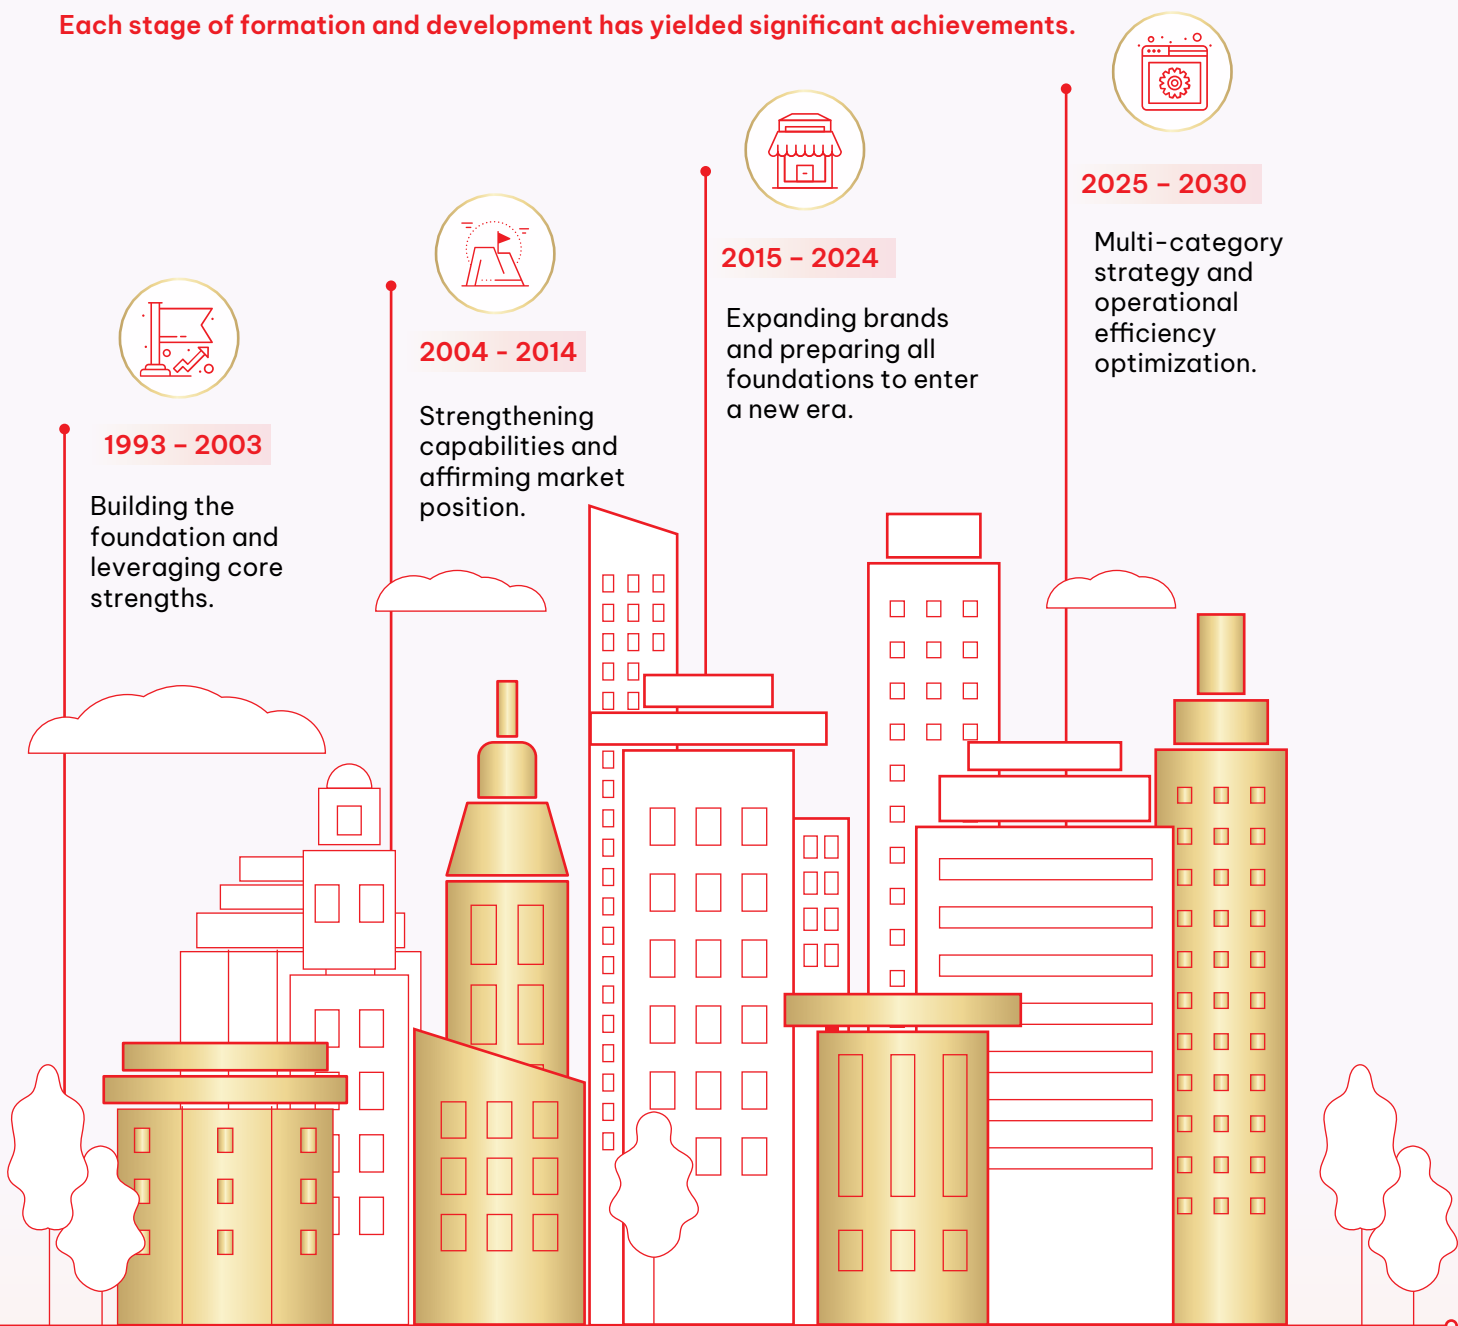 Each stage of formation and development has yielded significant achievements.
1993 – 2003
Building the
foundation and
leveraging core
strengths.
2004 - 2014
Strengthening
capabilities and
affirming market
position.
2015 – 2024
Expanding brands
and preparing all
foundations to enter
a new era.
2025 – 2030
Multi-category
strategy and
operational
efficiency
optimization.